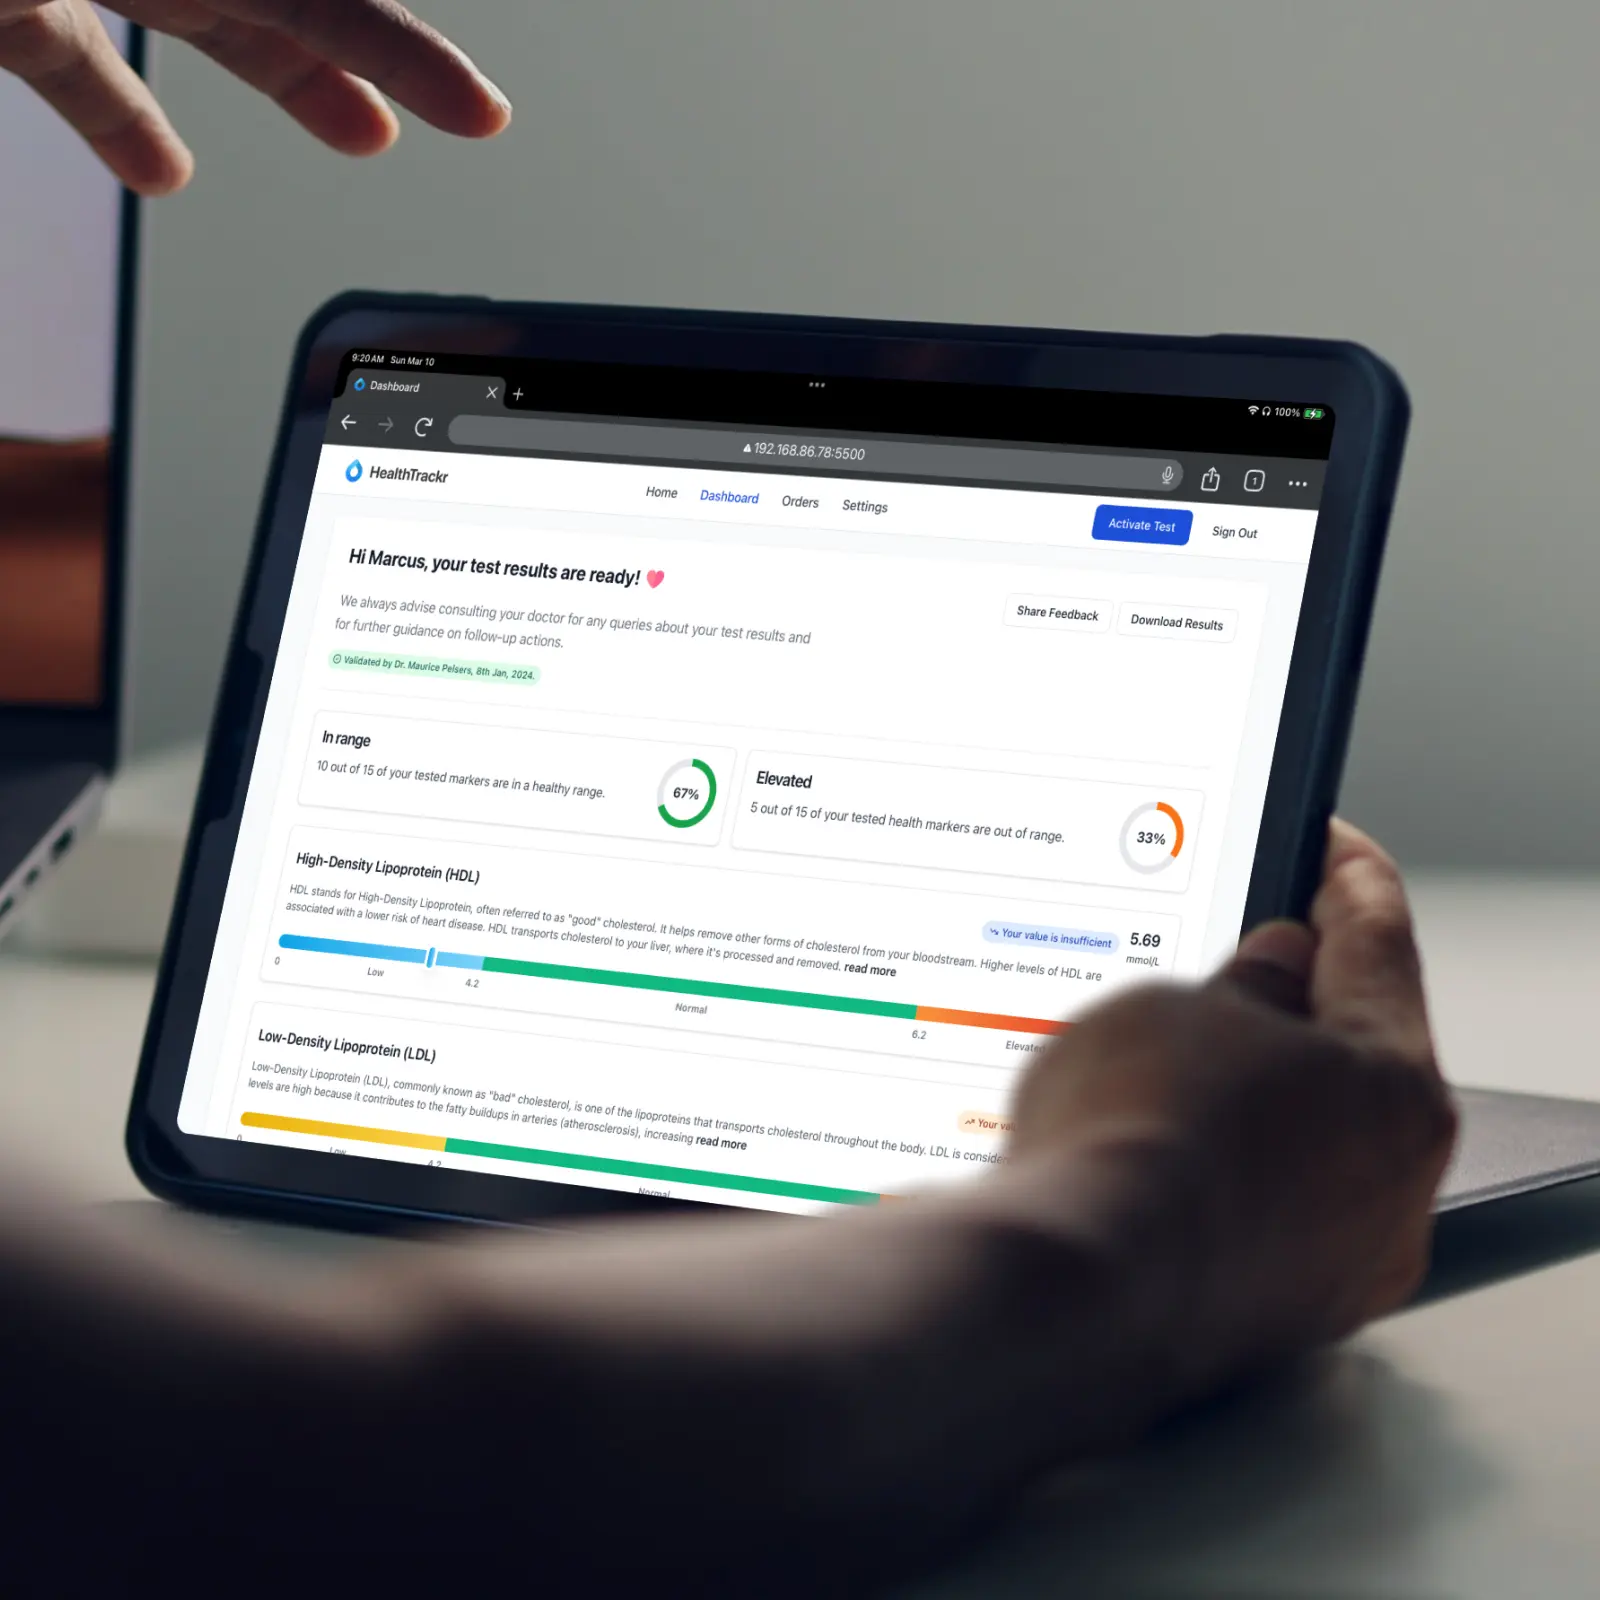 9:20 AM Sun Mar 10
100%
Dashboard
192.168.86.78:5500
1
HealthTrackr
Home Dashboard Orders Settings
Activate Test Sign Out
Hi Marcus, your test results are ready!
We always advise consulting your doctor for any queries about your test results and
for further guidance on follow-up actions.
Validated by Dr. Maurice Pelsers, 8th Jan, 2024.
Share Feedback Download Results
In range
10 out of 15 of your tested markers are in a healthy range.
67%
Elevated
5 out of 15 of your tested health markers are out of range.
33%
High-Density Lipoprotein (HDL)
HDL stands for High-Density Lipoprotein, often referred to as "good" cholesterol. It helps remove other forms of cholesterol from your bloodstream. Higher levels of HDL are
associated with a lower risk of heart disease. HDL transports cholesterol to your liver, where it's processed and removed. read more
Your value is insufficient
5.69
mmol/L
0 Low 4.2 Normal 6.2 Elevated
Low-Density Lipoprotein (LDL)
Low-Density Lipoprotein (LDL), commonly known as "bad" cholesterol, is one of the lipoproteins that transports cholesterol throughout the body. LDL is
levels are high because it contributes to the fatty buildups in arteries (atherosclerosis), increasing read more
Your
0 Low 4.2 Normal